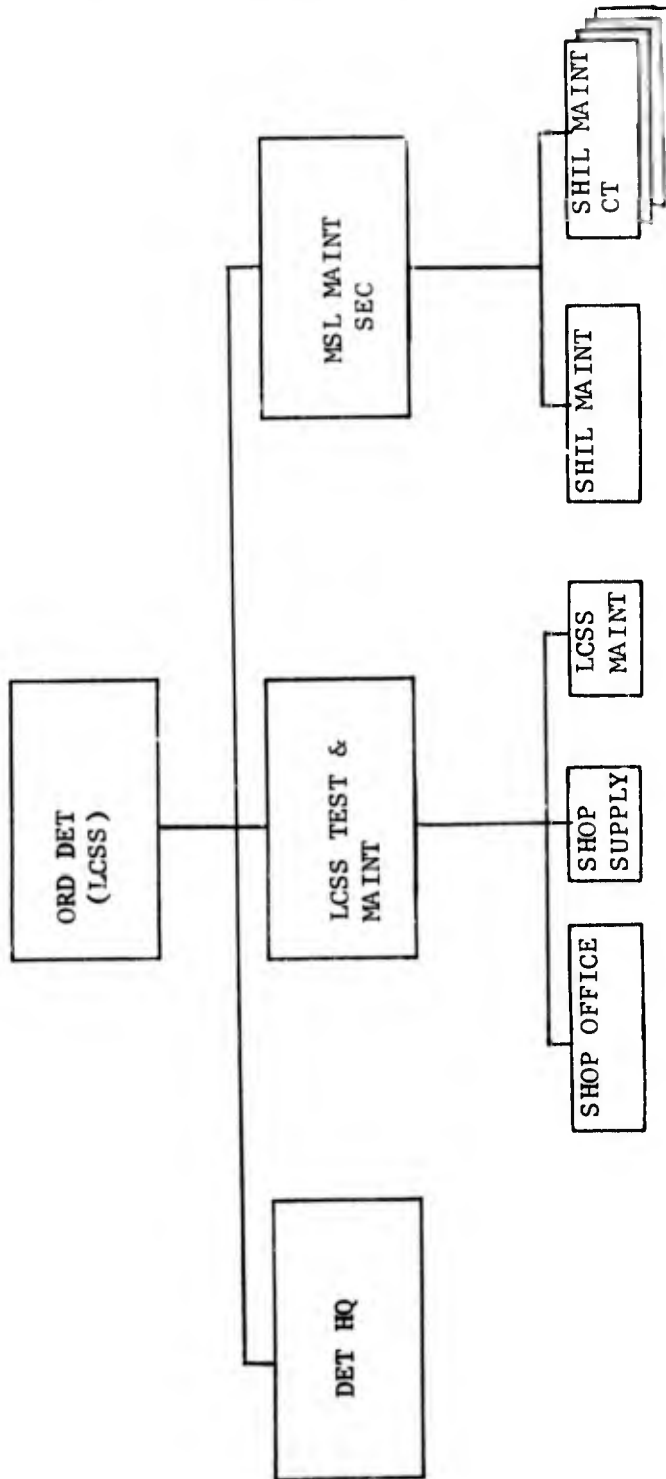 ORD DET
(LCSS)
DET HQ
LCSS TEST &
MAINT
MSL MAINT
SEC
SHOP OFFICE
SHOP
SUPPLY
LCSS
MAINT
SHIL MAINT
SHIL MAINT
CT